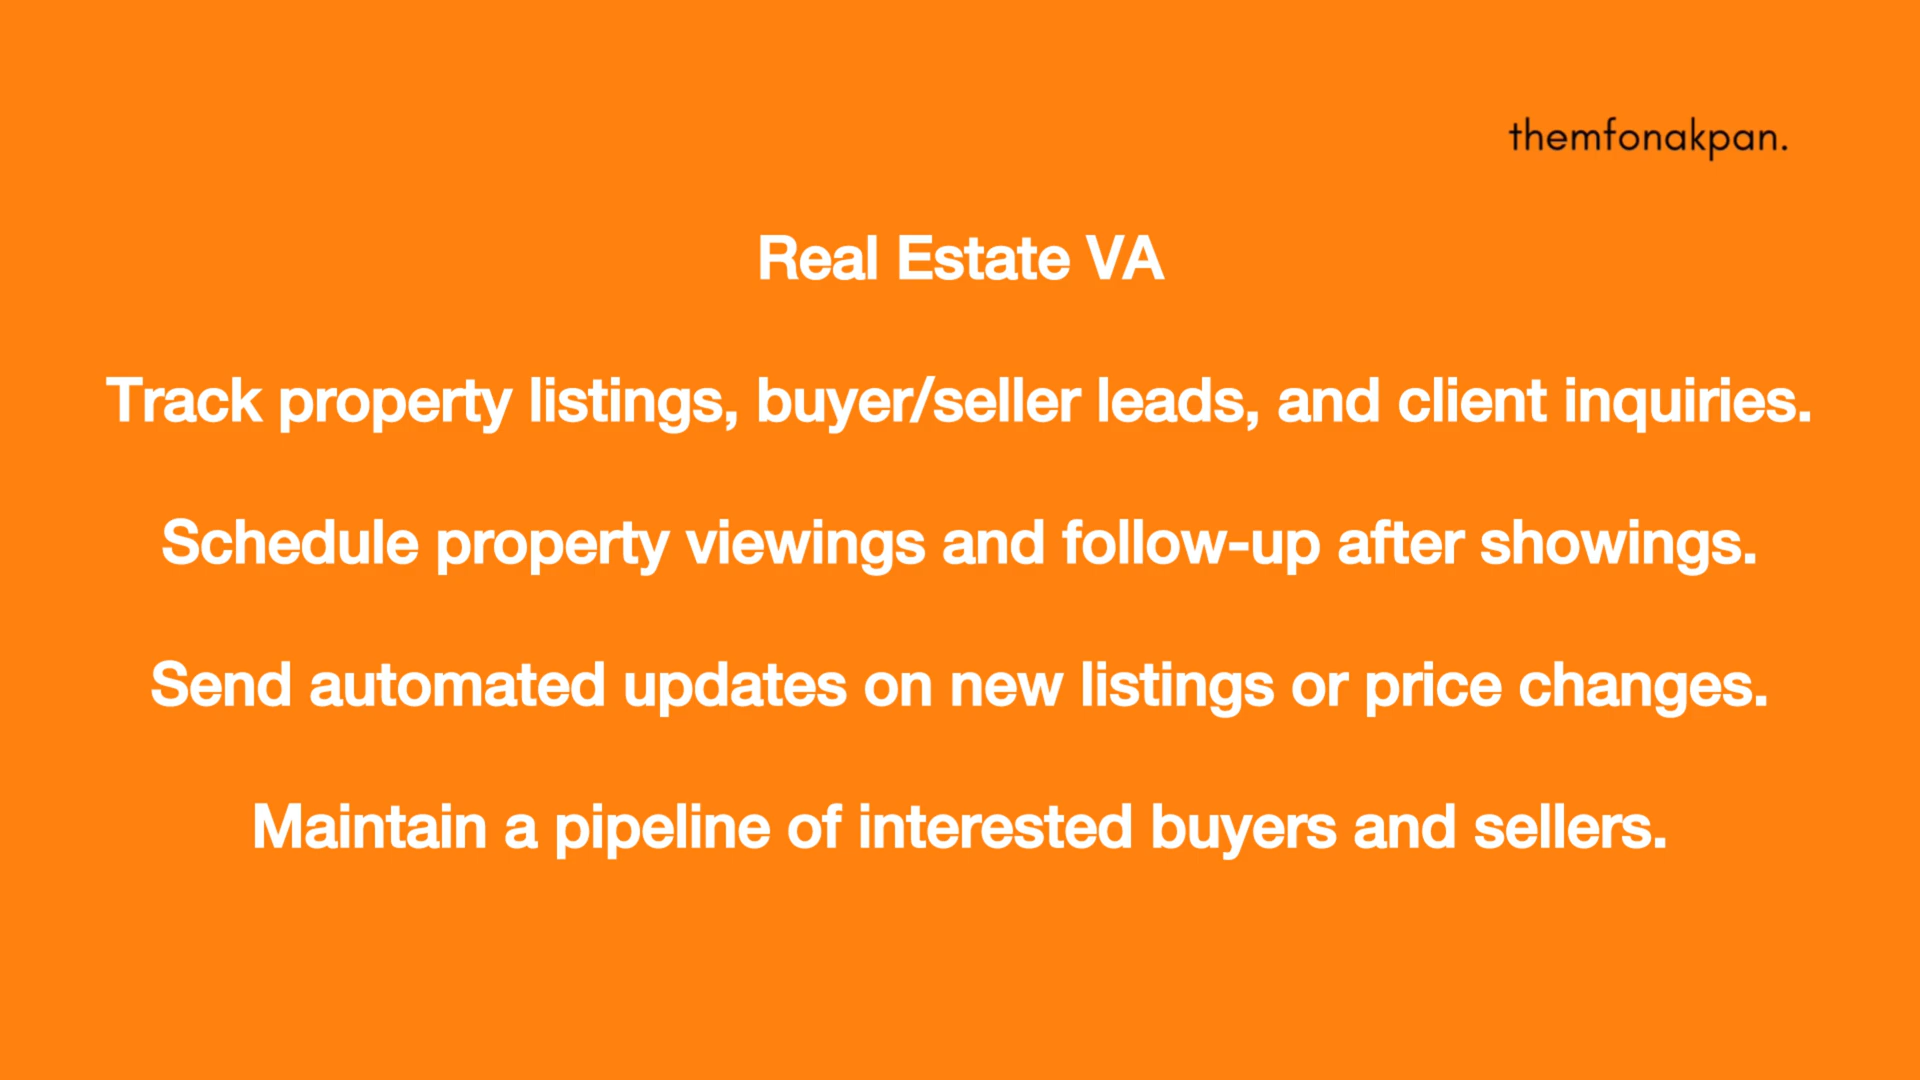 themfonakpan.
Real Estate VA
Track property listings, buyer/seller leads, and client inquiries.
Schedule property viewings and follow-up after showings.
Send automated updates on new listings or price changes.
Maintain a pipeline of interested buyers and sellers.